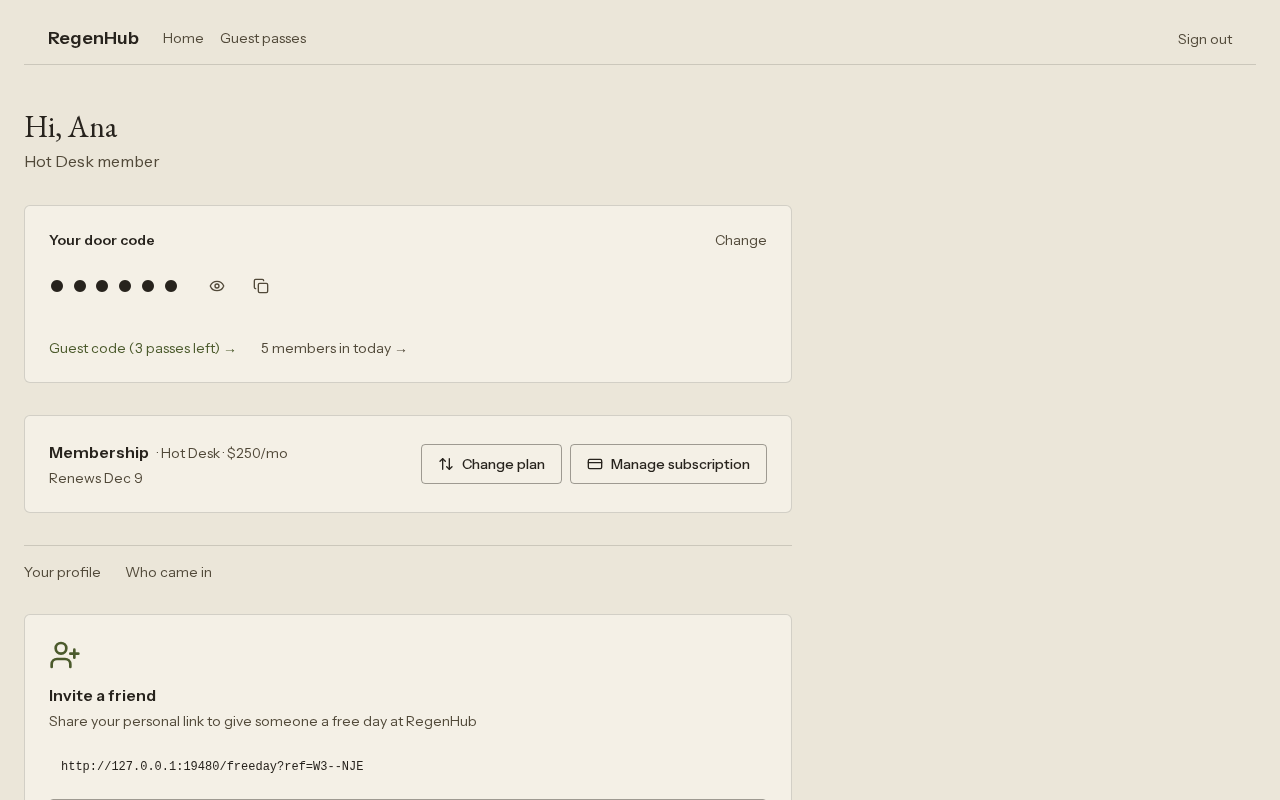 RegenHub Home Guest passes Sign out
Hi, Ana
Hot Desk member
Your door code Change
Guest code (3 passes left) → 5 members in today →
Membership · Hot Desk · $250/mo
Renews Dec 9
Change plan Manage subscription
Your profile Who came in
Invite a friend
Share your personal link to give someone a free day at RegenHub
http://127.0.0.1:19480/freeday?ref=W3--NJE